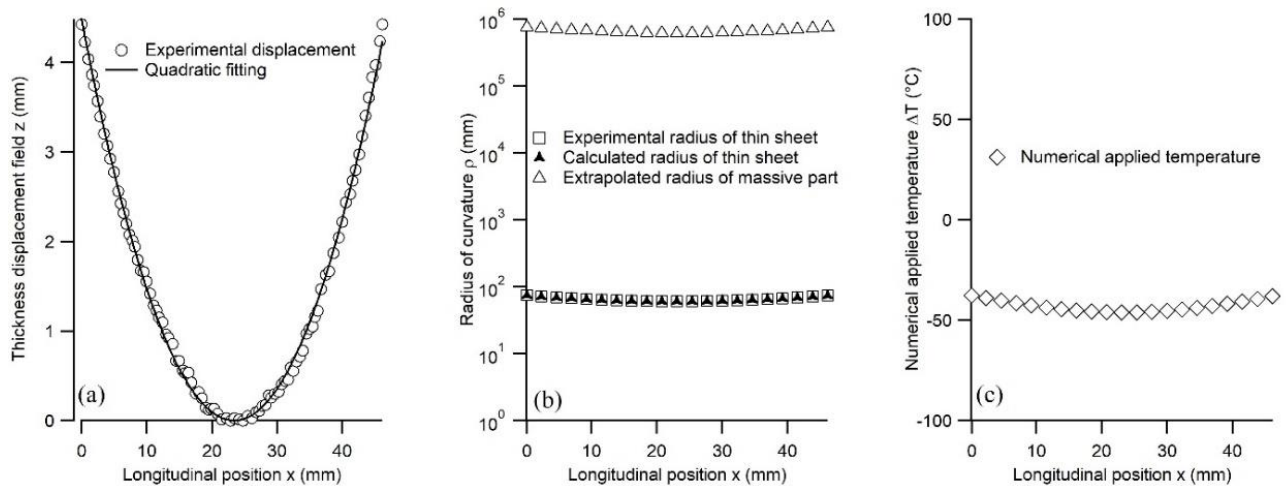 4
3
2
1
0
Thickness displacement field z (mm)
Experimental displacement
Quadratic fitting
(a)
0
10
20
30
40
Longitudinal position x (mm)
10^6
10^5
10^4
10^3
10^2
10^1
10^0
Radius of curvature ρ (mm)
Experimental radius of thin sheet
Calculated radius of thin sheet
Extrapolated radius of massive part
(b)
0
10
20
30
40
Longitudinal position x (mm)
100
50
0
-50
-100
Numerical applied temperature ΔT (°C)
Numerical applied temperature
(c)
0
10
20
30
40
Longitudinal position x (mm)